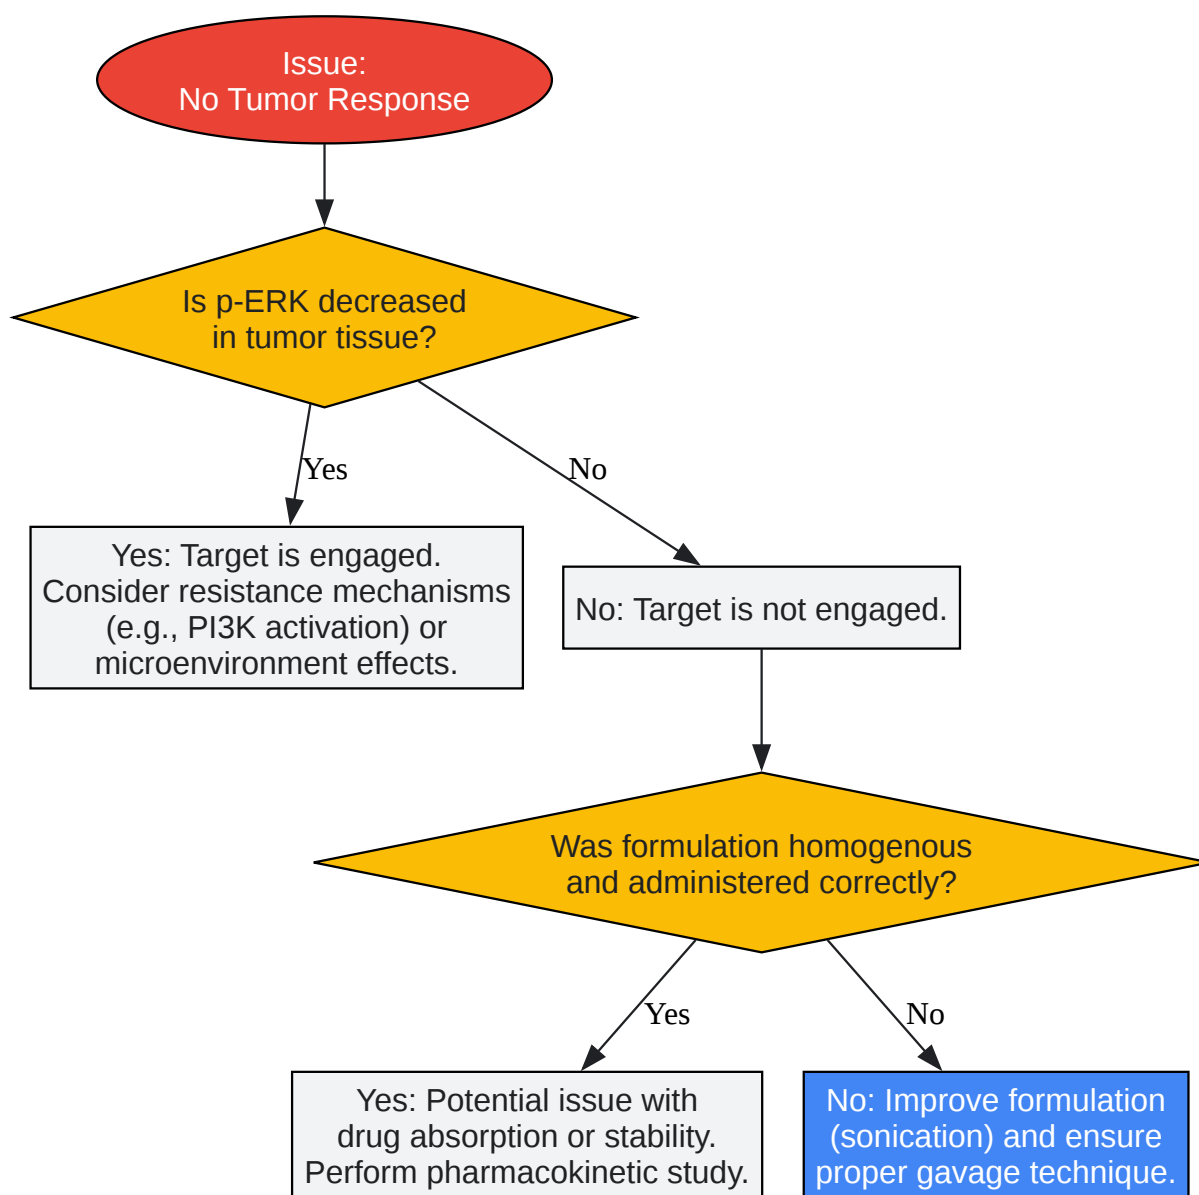 Issue:
No Tumor Response
Is p-ERK decreased
in tumor tissue?
Yes
No
Yes: Target is engaged.
Consider resistance mechanisms
(e.g., PI3K activation) or
microenvironment effects.
No: Target is not engaged.
Was formulation homogenous
and administered correctly?
Yes
No
Yes: Potential issue with
drug absorption or stability.
Perform pharmacokinetic study.
No: Improve formulation
(sonication) and ensure
proper gavage technique.